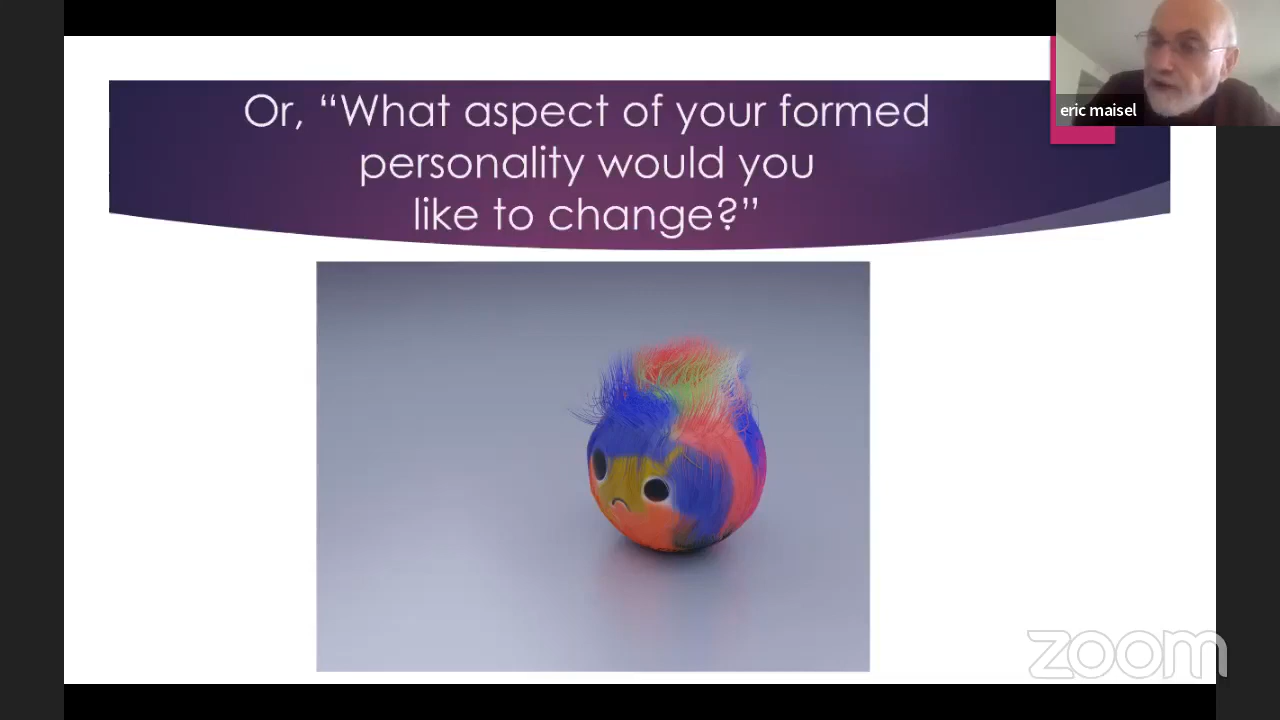 Or, “What aspect of your formed
personality would you
like to change?”
eric maisel
zoom